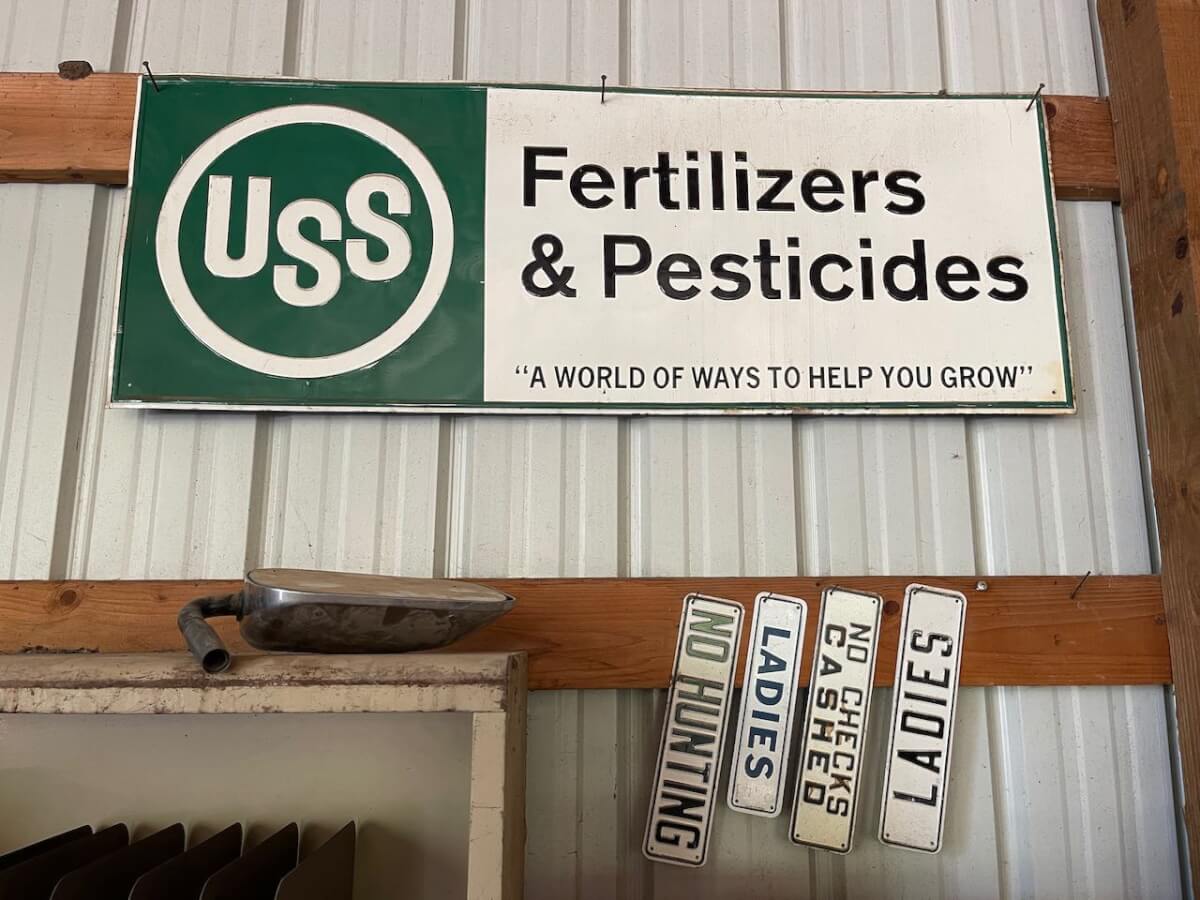 USS
Fertilizers
& Pesticides
“A WORLD OF WAYS TO HELP YOU GROW”
NO HUNTING
LADIES
NO CHECKS
CASHED
LADIES